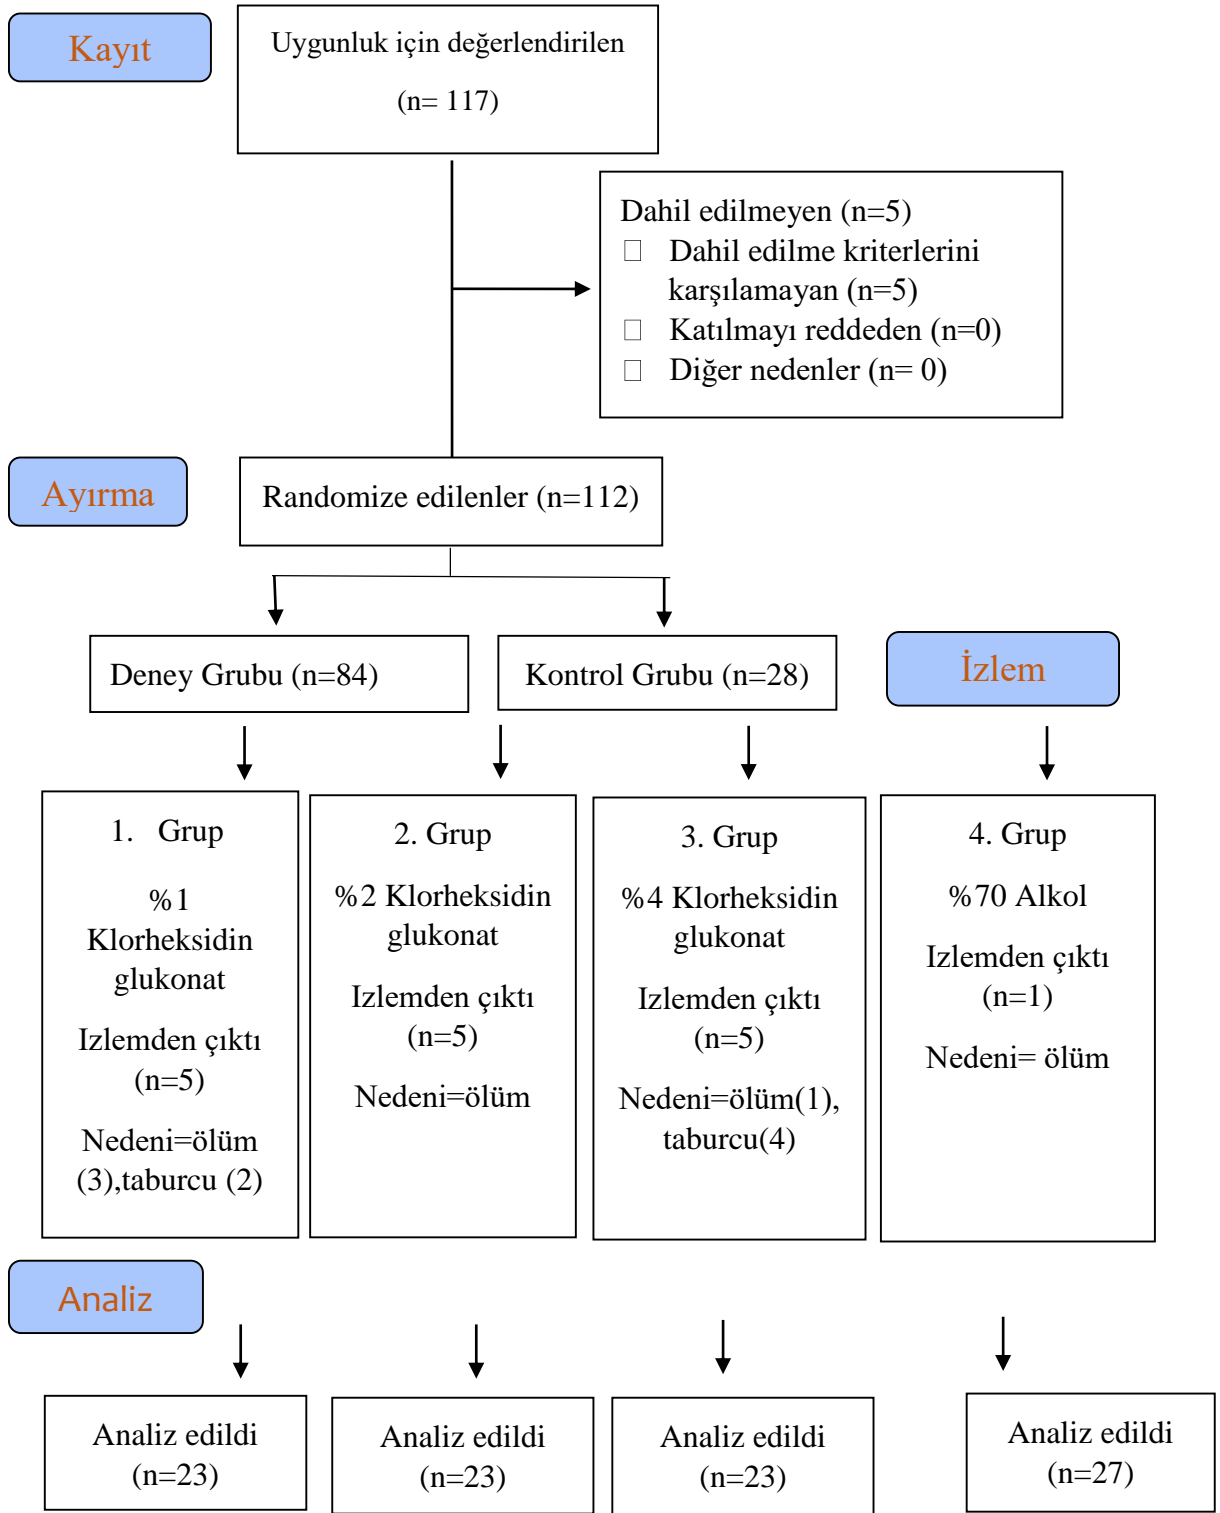 Kayıt
Uygunluk için değerlendirilen
(n= 117)
Dahil edilmeyen (n=5)
□ Dahil edilme kriterlerini
karşılamayan (n=5)
□ Katılmayı reddeden (n=0)
□ Diğer nedenler (n= 0)
Ayırma
Randomize edilenler (n=112)
Deney Grubu (n=84)
Kontrol Grubu (n=28)
İzlem
1. Grup
%1
Klorheksidin
glukonat
Izlemden çıktı
(n=5)
Nedeni=ölüm
(3),taburcu (2)
2. Grup
%2 Klorheksidin
glukonat
Izlemden çıktı
(n=5)
Nedeni=ölüm
3. Grup
%4 Klorheksidin
glukonat
Izlemden çıktı
(n=5)
Nedeni=ölüm(1),
taburcu(4)
4. Grup
%70 Alkol
Izlemden çıktı
(n=1)
Nedeni= ölüm
Analiz
Analiz edildi
(n=23)
Analiz edildi
(n=23)
Analiz edildi
(n=23)
Analiz edildi
(n=27)